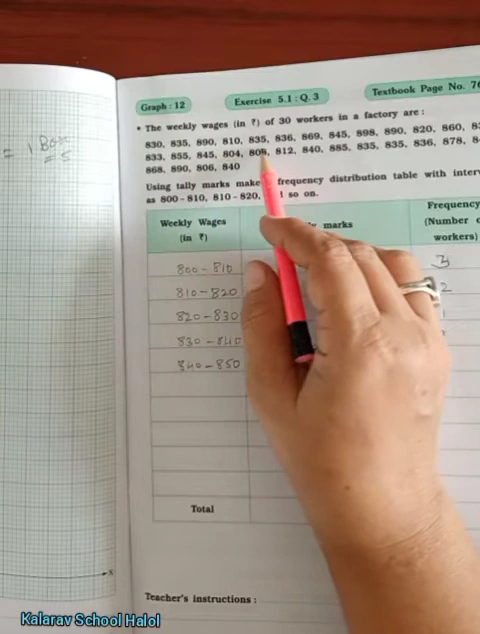 = 1 Box
= 5
Graph : 12
Exercise 5.1 : Q. 3
Textbook Page No. 76
• The weekly wages (in ₹) of 30 workers in a factory are :
830, 835, 890, 810, 835, 836, 869, 845, 898, 890, 820, 860,
833, 855, 845, 804, 808, 812, 840, 885, 835, 835, 836, 878,
868, 890, 806, 840
Using tally marks make frequency distribution table with
as 800 - 810, 810 - 820, so on.
Weekly Wages
(in ₹)
marks
Frequency
(Number
workers)
800 - 810
3
810 - 820
2
820 - 830
1
830 - 840
840 - 850
Total
Teacher's instructions :
Kalarav School Halol